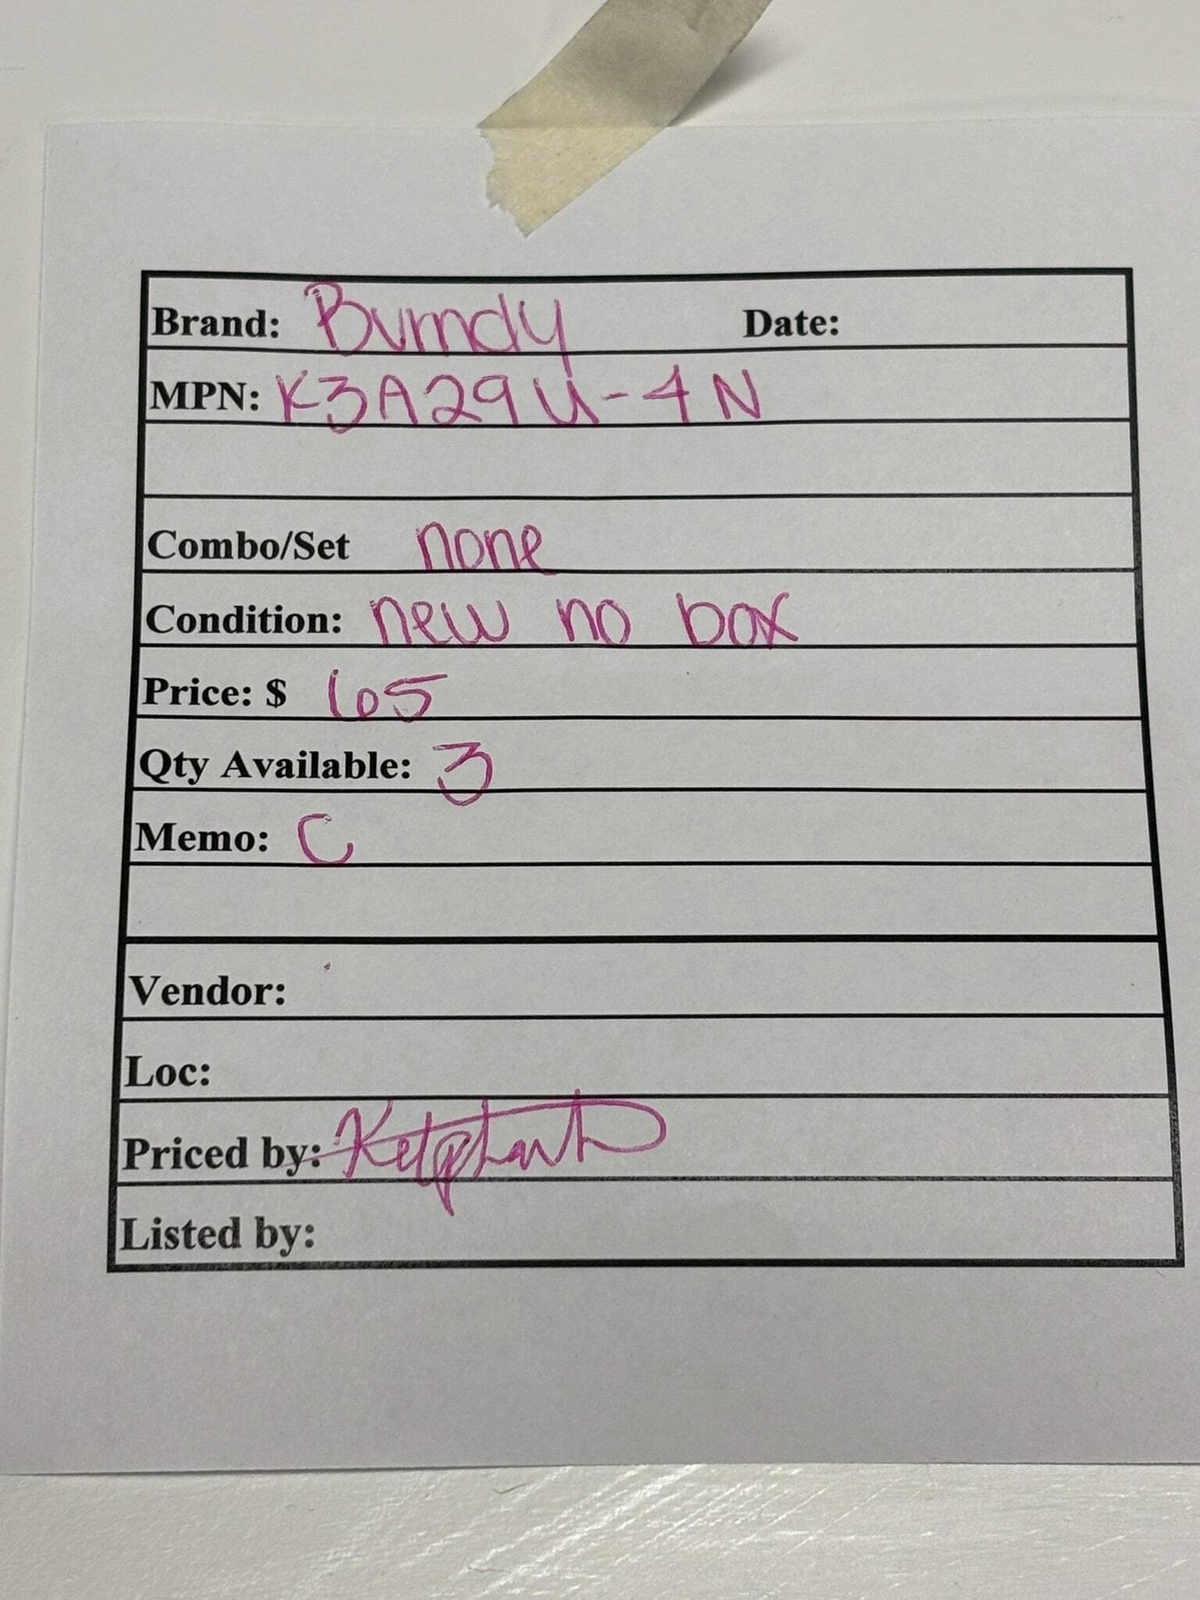 Brand: Burndy Date:
MPN: K3A29U-4N
Combo/Set none
Condition: new no box
Price: $ 65
Qty Available: 3
Memo: C
Vendor:
Loc:
Priced by:
Listed by: